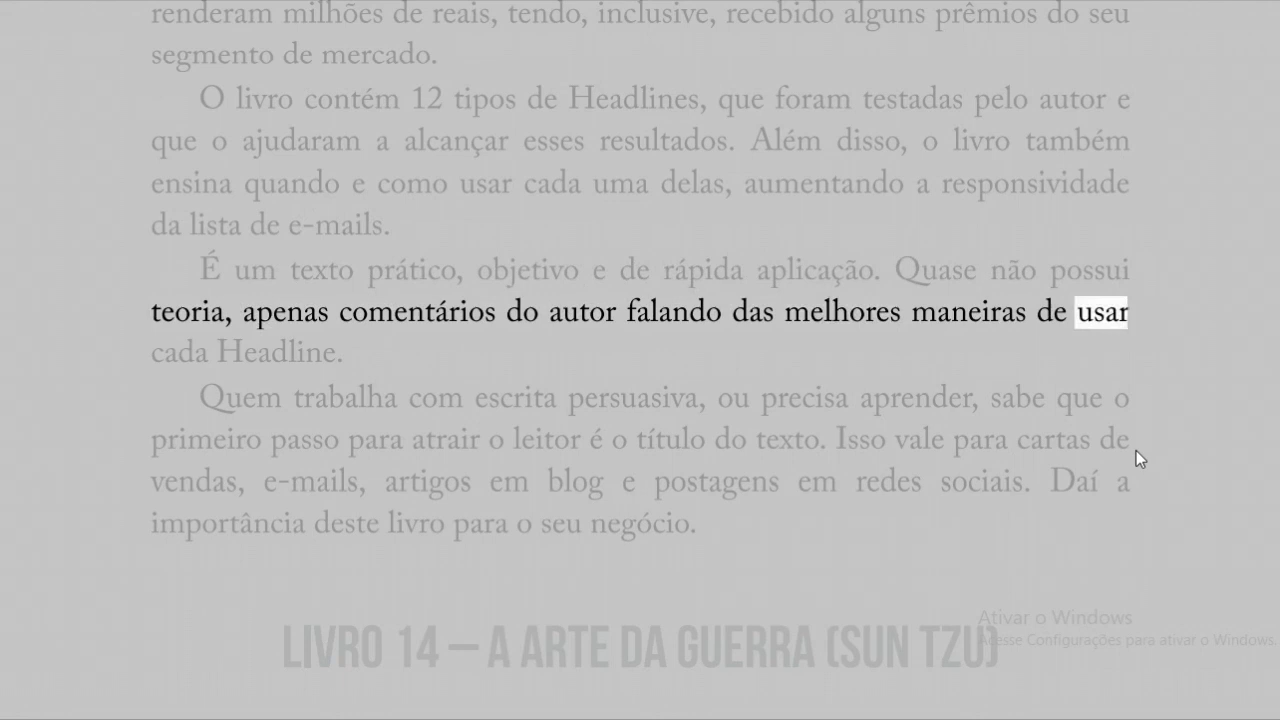 renderam milhões de reais, tendo, inclusive, recebido alguns prêmios do seu
segmento de mercado.
O livro contém 12 tipos de Headlines, que foram testadas pelo autor e
que o ajudaram a alcançar esses resultados. Além disso, o livro também
ensina quando e como usar cada uma delas, aumentando a responsividade
da lista de e-mails.
É um texto prático, objetivo e de rápida aplicação. Quase não possui
teoria, apenas comentários do autor falando das melhores maneiras de usar
cada Headline.
Quem trabalha com escrita persuasiva, ou precisa aprender, sabe que o
primeiro passo para atrair o leitor é o título do texto. Isso vale para cartas de
vendas, e-mails, artigos em blog e postagens em redes sociais. Daí a
importância deste livro para o seu negócio.
Ativar o Windows
Configurações para ativar o Windows.
LIVRO 14 – A ARTE DA GUERRA (SUN TZU)